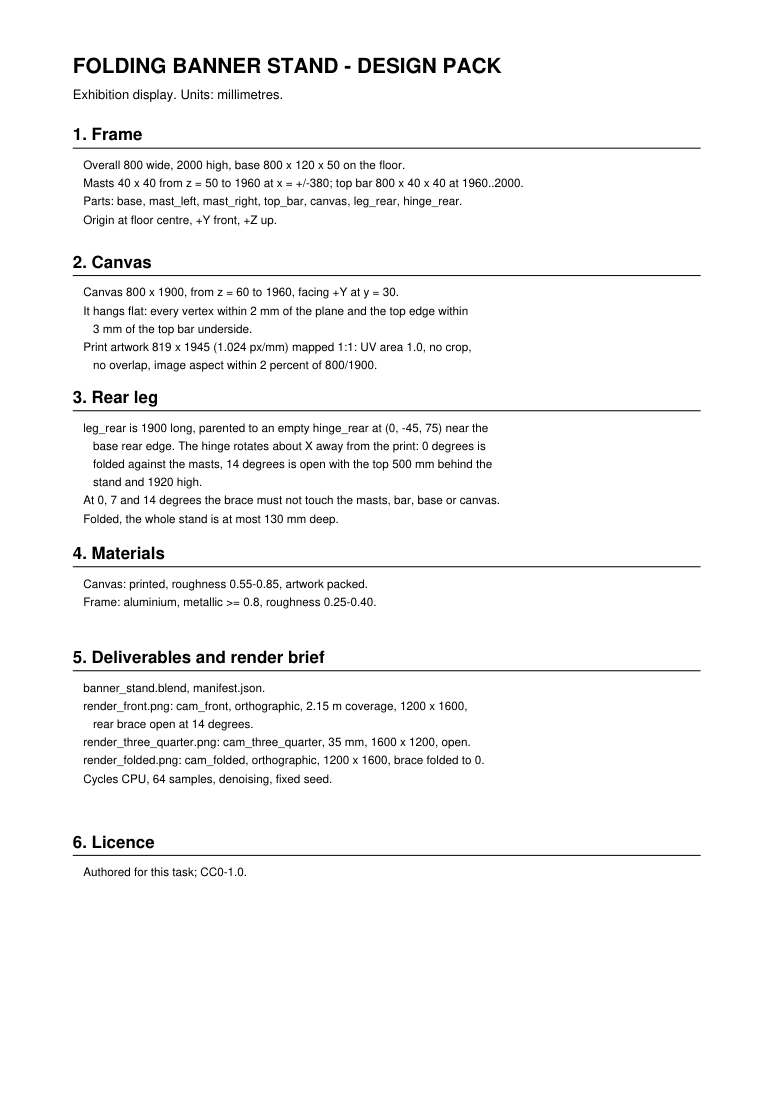 FOLDING BANNER STAND - DESIGN PACK
Exhibition display. Units: millimetres.
1. Frame
Overall 800 wide, 2000 high, base 800 x 120 x 50 on the floor.
Masts 40 x 40 from z = 50 to 1960 at x = +/-380; top bar 800 x 40 x 40 at 1960..2000.
Parts: base, mast_left, mast_right, top_bar, canvas, leg_rear, hinge_rear.
Origin at floor centre, +Y front, +Z up.
2. Canvas
Canvas 800 x 1900, from z = 60 to 1960, facing +Y at y = 30.
It hangs flat: every vertex within 2 mm of the plane and the top edge within
3 mm of the top bar underside.
Print artwork 819 x 1945 (1.024 px/mm) mapped 1:1: UV area 1.0, no crop,
no overlap, image aspect within 2 percent of 800/1900.
3. Rear leg
leg_rear is 1900 long, parented to an empty hinge_rear at (0, -45, 75) near the
base rear edge. The hinge rotates about X away from the print: 0 degrees is
folded against the masts, 14 degrees is open with the top 500 mm behind the
stand and 1920 high.
At 0, 7 and 14 degrees the brace must not touch the masts, bar, base or canvas.
Folded, the whole stand is at most 130 mm deep.
4. Materials
Canvas: printed, roughness 0.55-0.85, artwork packed.
Frame: aluminium, metallic >= 0.8, roughness 0.25-0.40.
5. Deliverables and render brief
banner_stand.blend, manifest.json.
render_front.png: cam_front, orthographic, 2.15 m coverage, 1200 x 1600,
rear brace open at 14 degrees.
render_three_quarter.png: cam_three_quarter, 35 mm, 1600 x 1200, open.
render_folded.png: cam_folded, orthographic, 1200 x 1600, brace folded to 0.
Cycles CPU, 64 samples, denoising, fixed seed.
6. Licence
Authored for this task; CC0-1.0.